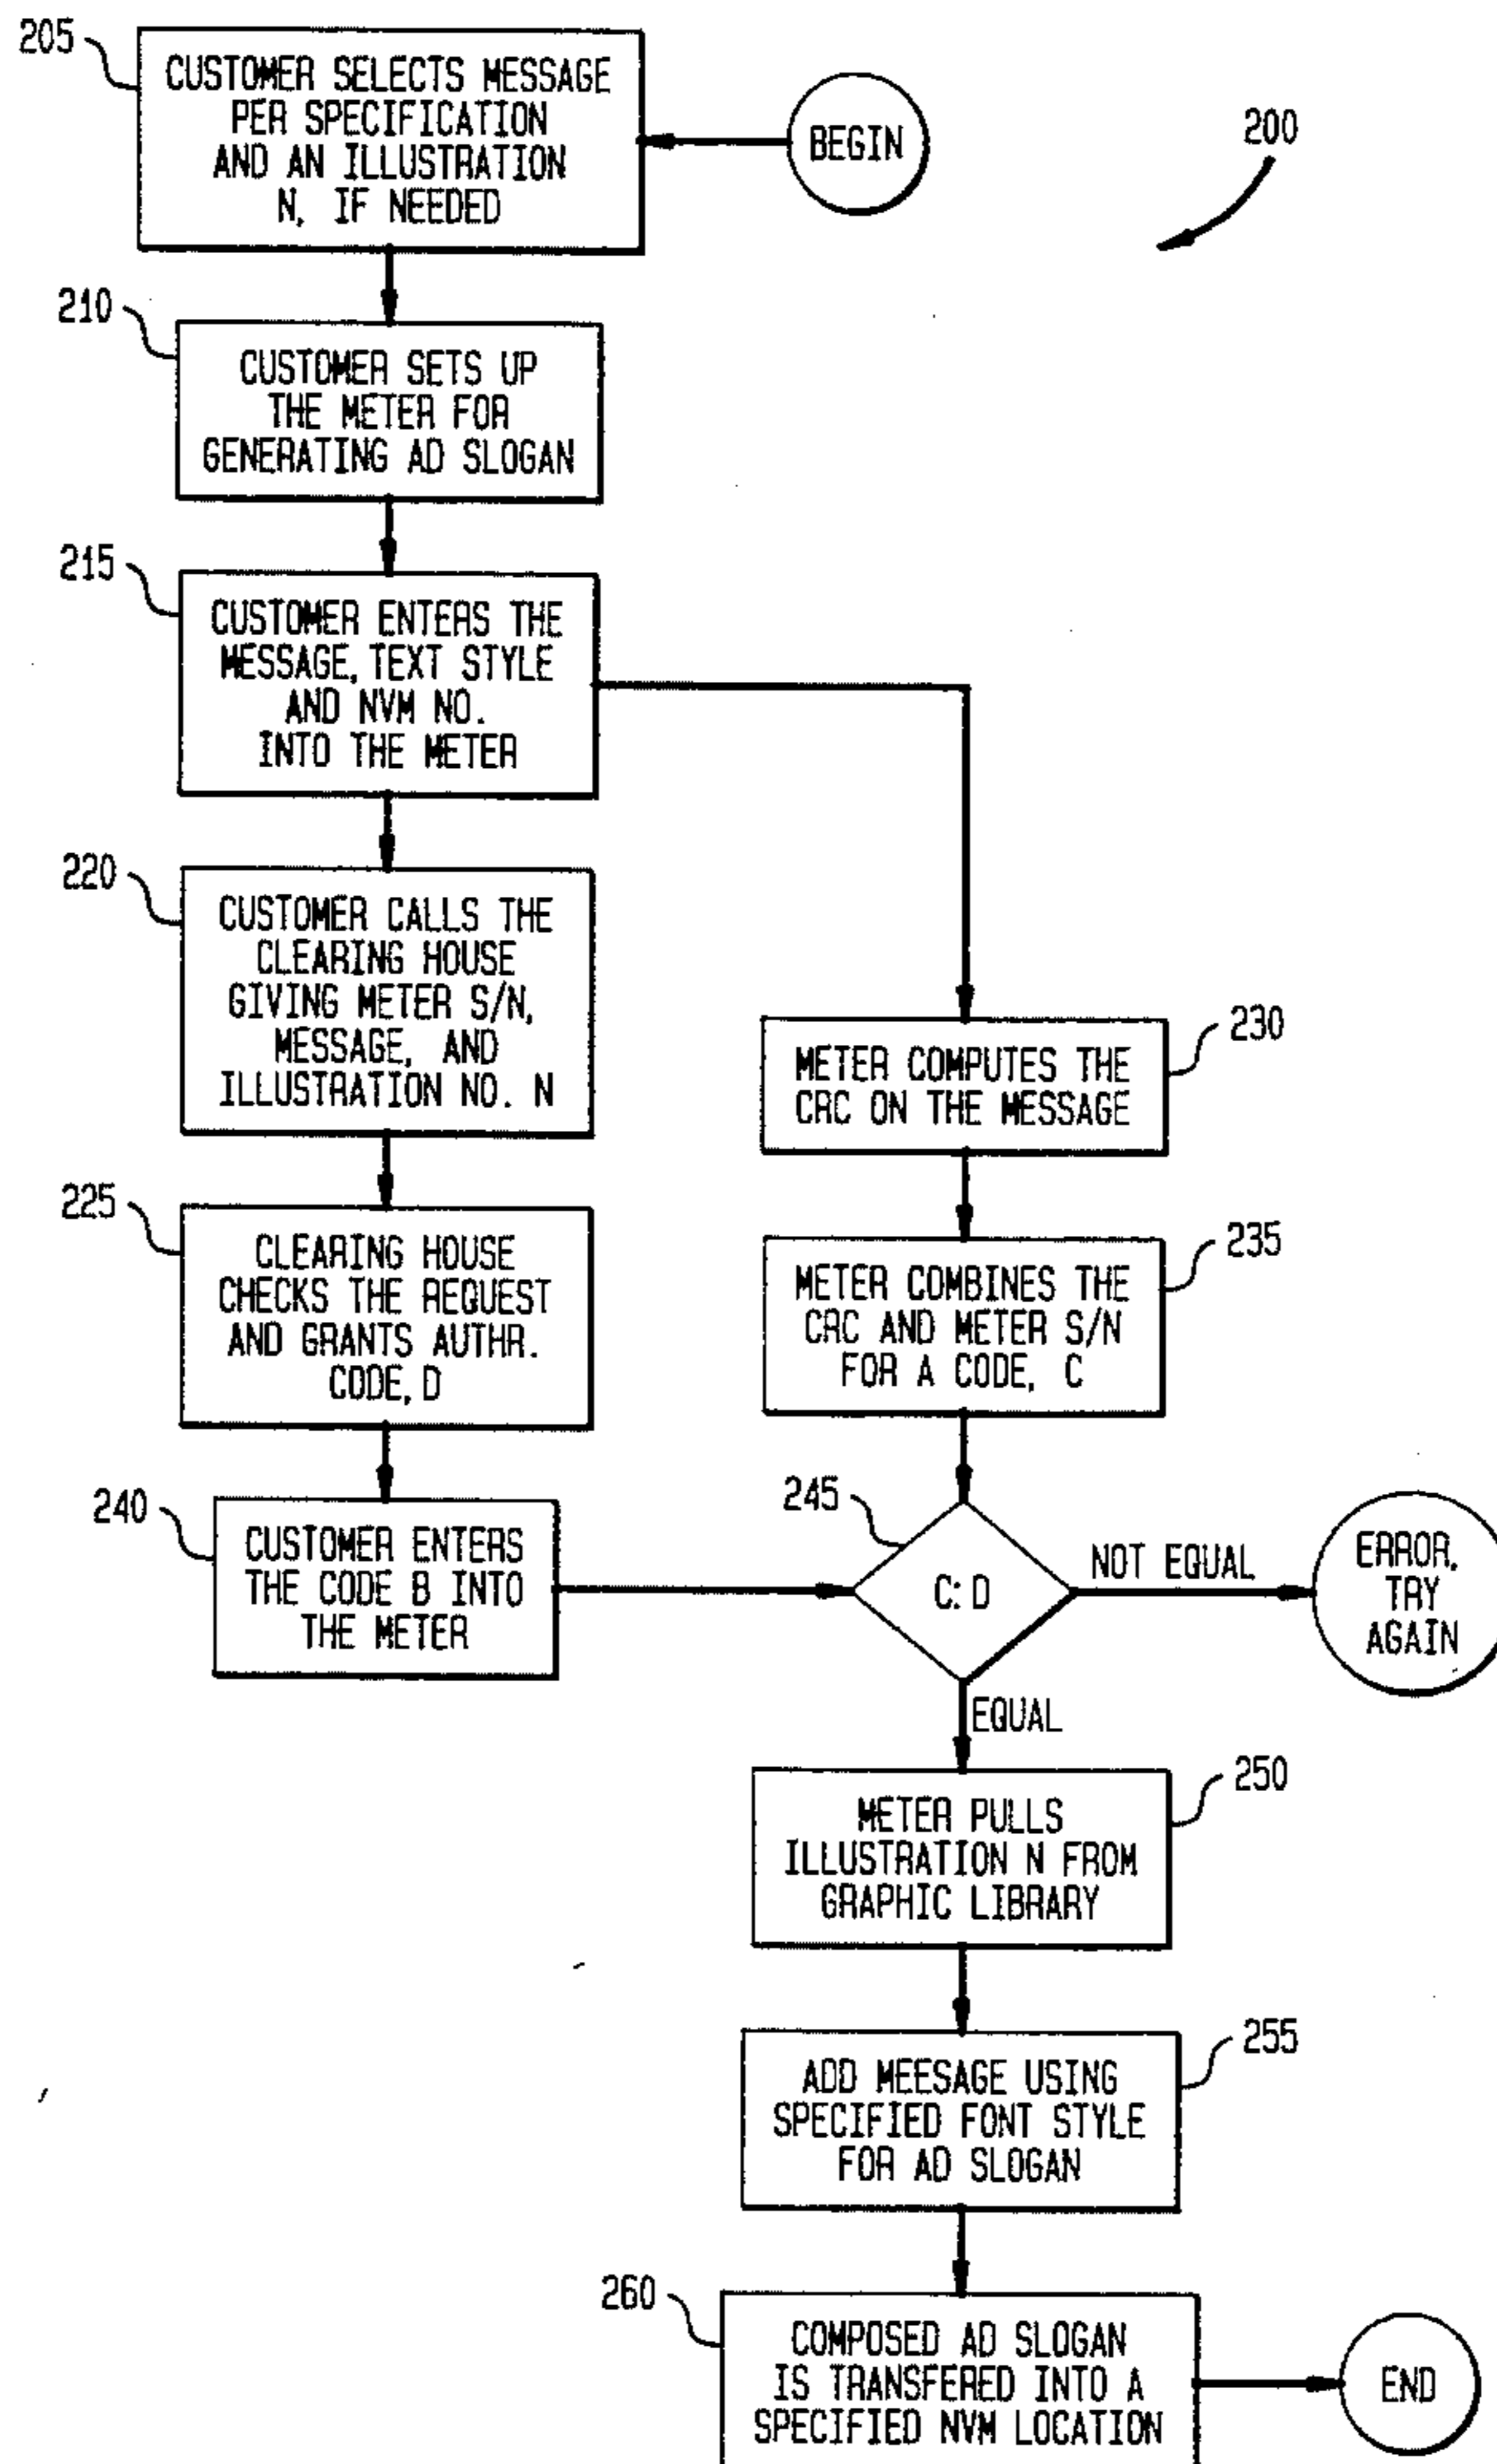 205
CUSTOMER SELECTS MESSAGE
PER SPECIFICATION
AND AN ILLUSTRATION
N, IF NEEDED
BEGIN
200
210
CUSTOMER SETS UP
THE METER FOR
GENERATING AD SLOGAN
215
CUSTOMER ENTERS THE
MESSAGE, TEXT STYLE
AND NVM NO.
INTO THE METER
220
CUSTOMER CALLS THE
CLEARING HOUSE
GIVING METER S/N,
MESSAGE, AND
ILLUSTRATION NO. N
225
CLEARING HOUSE
CHECKS THE REQUEST
AND GRANTS AUTHR.
CODE, D
230
METER COMPUTES THE
CRC ON THE MESSAGE
235
METER COMBINES THE
CRC AND METER S/N
FOR A CODE, C
240
CUSTOMER ENTERS
THE CODE B INTO
THE METER
245
C: D
NOT EQUAL
ERROR,
TRY
AGAIN
EQUAL
250
METER PULLS
ILLUSTRATION N FROM
GRAPHIC LIBRARY
255
ADD MEESAGE USING
SPECIFIED FONT STYLE
FOR AD SLOGAN
260
COMPOSED AD SLOGAN
IS TRANSFERED INTO A
SPECIFIED NVM LOCATION
END